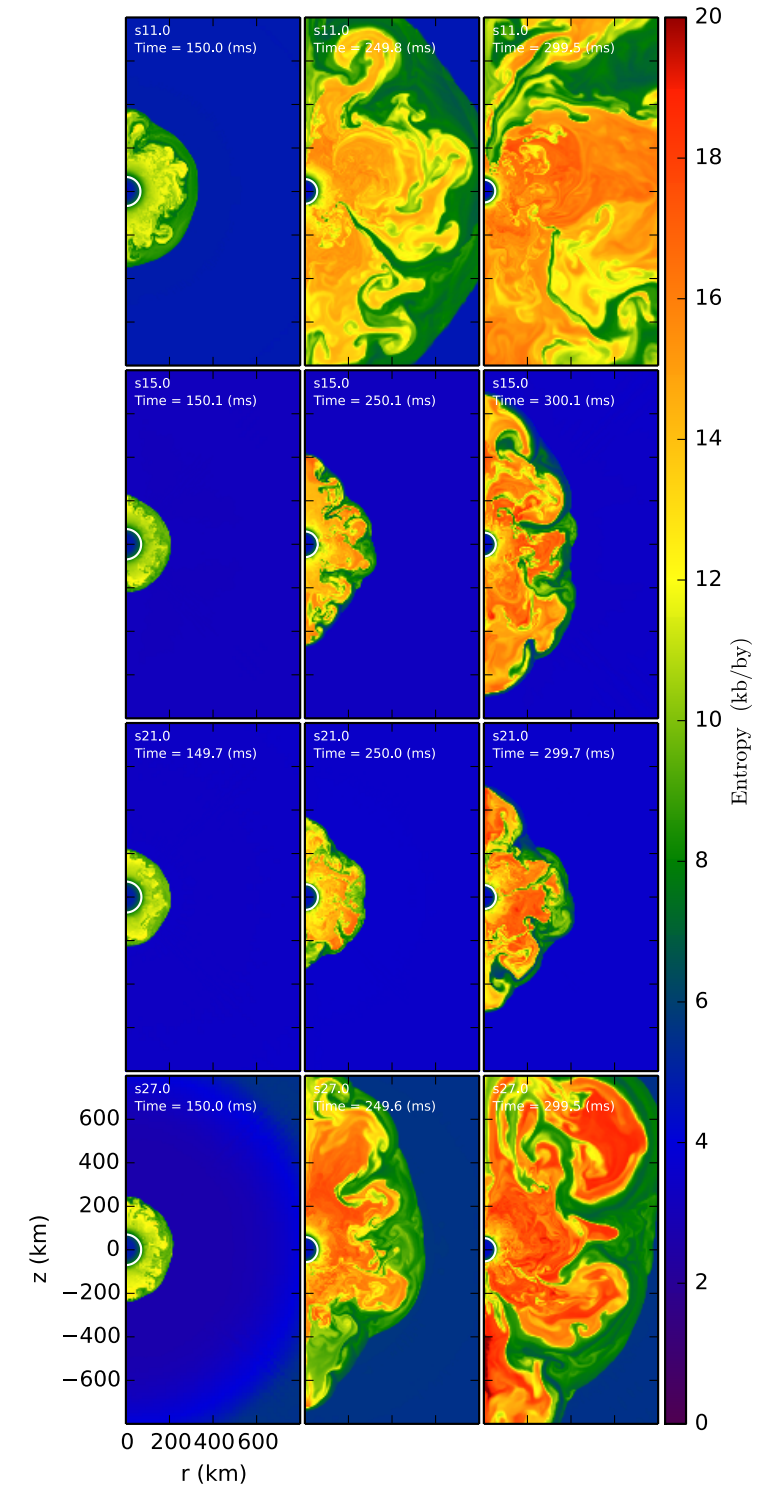 s11.0
Time = 150.0 (ms)
s11.0
Time = 249.8 (ms)
s11.0
Time = 299.5 (ms)
s15.0
Time = 150.1 (ms)
s15.0
Time = 250.1 (ms)
s15.0
Time = 300.1 (ms)
s21.0
Time = 149.7 (ms)
s21.0
Time = 250.0 (ms)
s21.0
Time = 299.7 (ms)
s27.0
Time = 150.0 (ms)
s27.0
Time = 249.6 (ms)
s27.0
Time = 299.5 (ms)
600
400
200
0
−200
−400
−600
z (km)
0 200 400 600
r (km)
20
18
16
14
12
10
8
6
4
2
0
Entropy (kb/by)